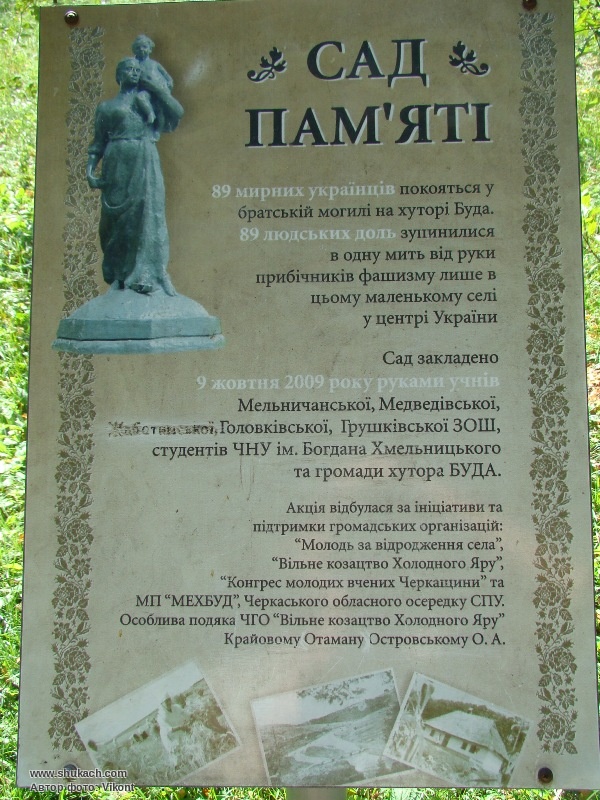 САД
ПАМ'ЯТІ
89 мирних українців покояться у
братській могилі на хуторі Буда.
89 людських доль зупинилися
в одну мить від руки
прибічників фашизму лише в
цьому маленькому селі
у центрі України
Сад закладено
9 жовтня 2009 року руками учнів
Мельничанської, Медведівської,
Жаботинської, Головківської, Грушківської ЗОШ,
студентів ЧНУ ім. Богдана Хмельницького
та громади хутора БУДА.
Акція відбулася за ініціативи та
підтримки громадських організацій:
“Молодь за відродження села”,
“Вільне козацтво Холодного Яру”,
“Конгрес молодих вчених Черкащини” та
МП “МЕХБУД”, Черкаського обласного осередку СПУ.
Особлива подяка ЧГО “Вільне козацтво Холодного Яру”
Крайовому Отаману Островському О. А.
www.shukach.com
Автор фото: Vikont